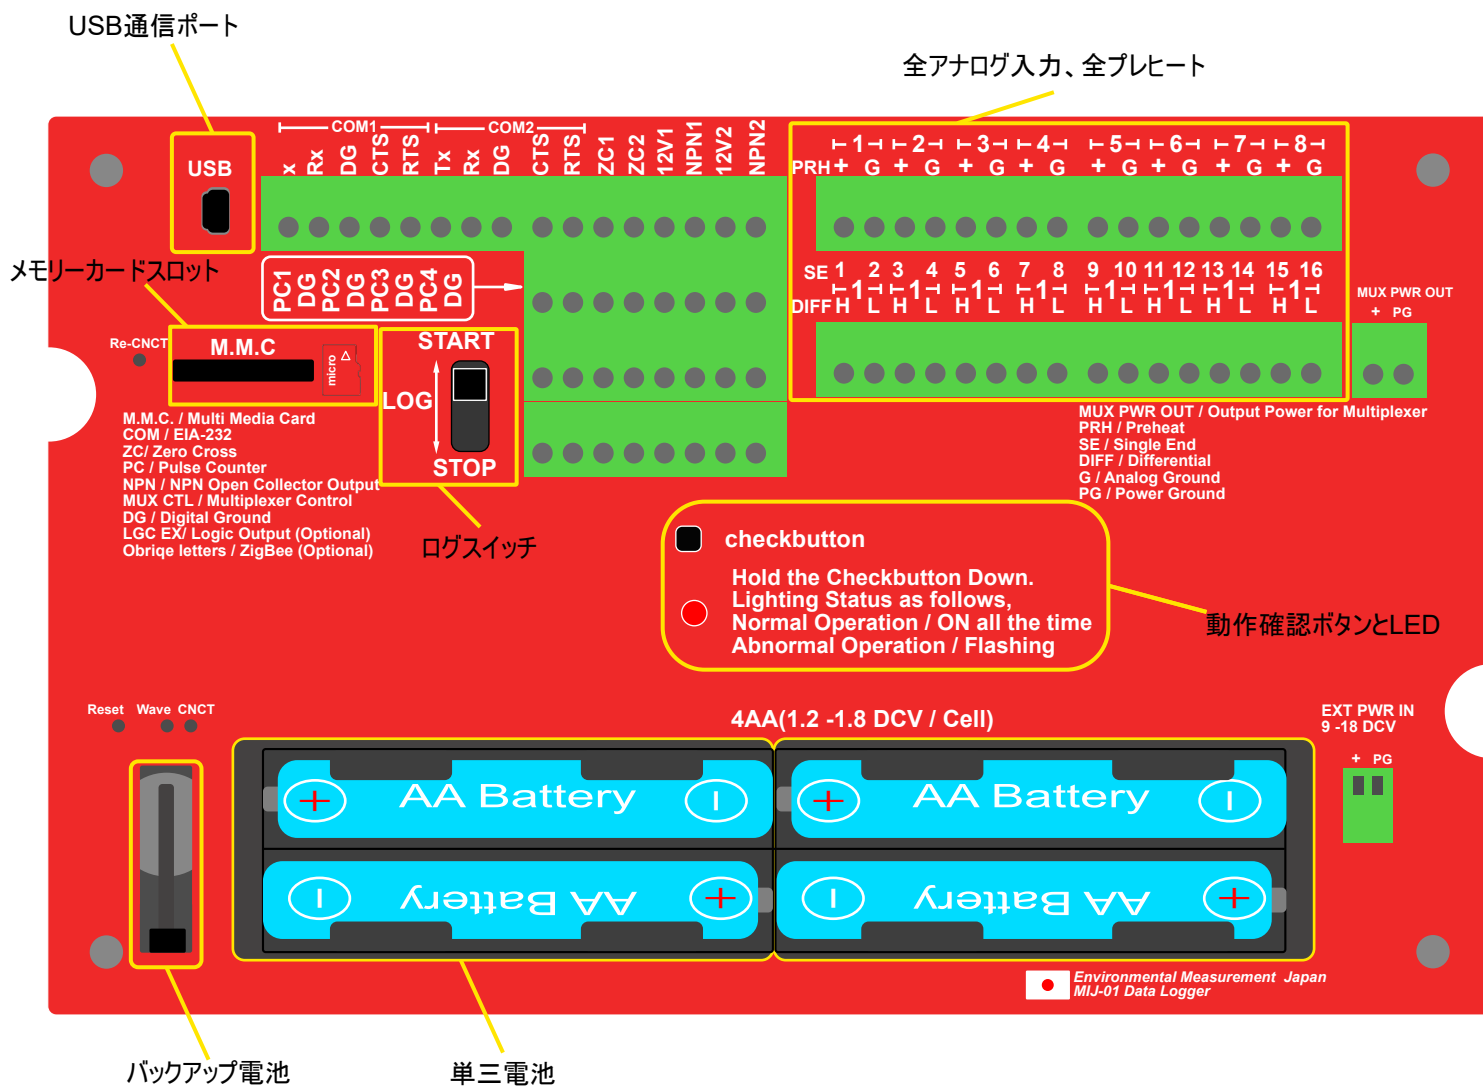 USB通信ポート
全アナログ入力、全プレヒート
COM1 COM2
x Rx DG CTS RTS Tx Rx DG CTS RTS ZC1 ZC2 12V1 NPN1 12V2 NPN2
1 2 3 4 5 6 7 8
PRH + G + G + G + G + G + G + G + G
USB
メモリーカードスロット
PC1 DG PC2 DG PC3 DG PC4 DG
SE 1 2 3 4 5 6 7 8 9 10 11 12 13 14 15 16
1 1 1 1 1 1 1 1
DIFF H L H L H L H L H L H L H L H L
MUX PWR OUT
+ PG
Re-CNCT
M.M.C
micro
START
LOG
STOP
M.M.C. / Multi Media Card
COM / EIA-232
ZC/ Zero Cross
PC / Pulse Counter
NPN / NPN Open Collector Output
MUX CTL / Multiplexer Control
DG / Digital Ground
LGC EX/ Logic Output (Optional)
Obriqe letters / ZigBee (Optional)
MUX PWR OUT / Output Power for Multiplexer
PRH / Preheat
SE / Single End
DIFF / Differential
G / Analog Ground
PG / Power Ground
ログスイッチ
checkbutton
Hold the Checkbutton Down.
Lighting Status as follows,
Normal Operation / ON all the time
Abnormal Operation / Flashing
動作確認ボタンとLED
Reset Wave CNCT
4AA(1.2 -1.8 DCV / Cell)
EXT PWR IN
9 -18 DCV
+ PG
+ AA Battery − + AA Battery −
− AA Battery + − AA Battery +
Environmental Measurement Japan
MIJ-01 Data Logger
バックアップ電池
単三電池